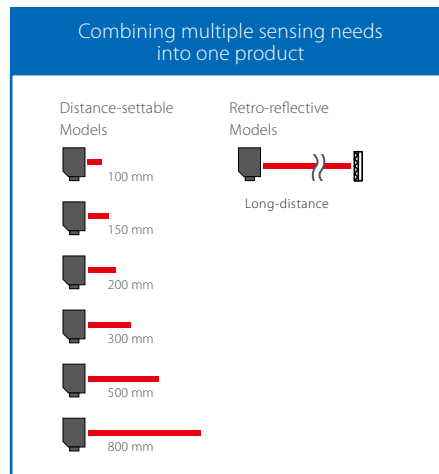 Combining multiple sensing needs
into one product
Distance-settable
Models
100 mm
150 mm
200 mm
300 mm
500 mm
800 mm
Retro-reflective
Models
Long-distance